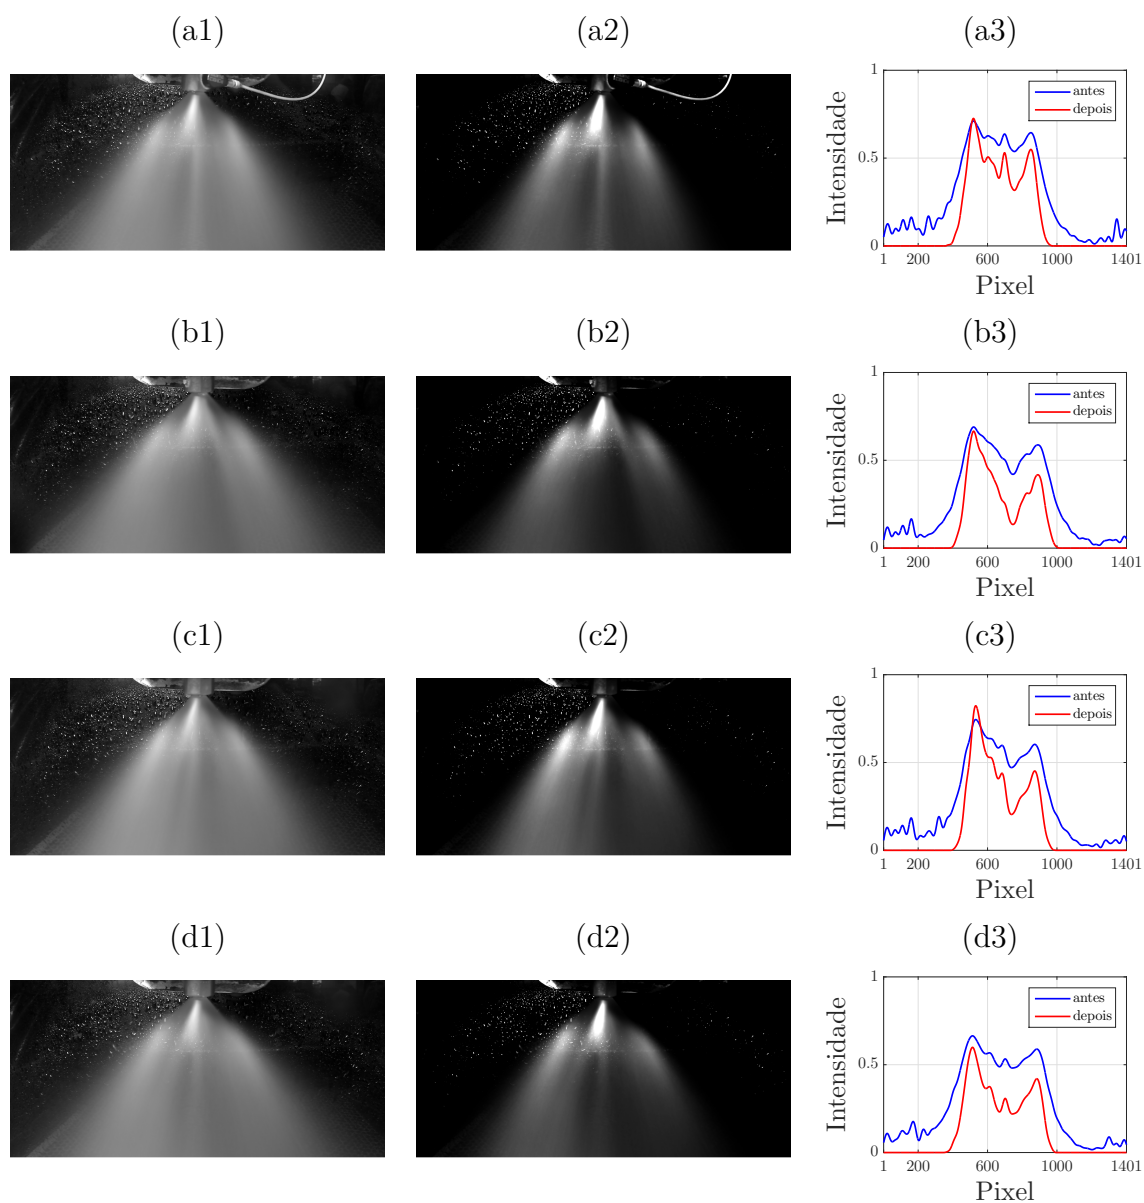 (a1) (a2) (a3)
1
antes
depois
0.5
0
Intensidade
1 200 600 1000 1401
Pixel
(b1) (b2) (b3)
1
antes
depois
0.5
0
Intensidade
1 200 600 1000 1401
Pixel
(c1) (c2) (c3)
1
antes
depois
0.5
0
Intensidade
1 200 600 1000 1401
Pixel
(d1) (d2) (d3)
1
antes
depois
0.5
0
Intensidade
1 200 600 1000 1401
Pixel